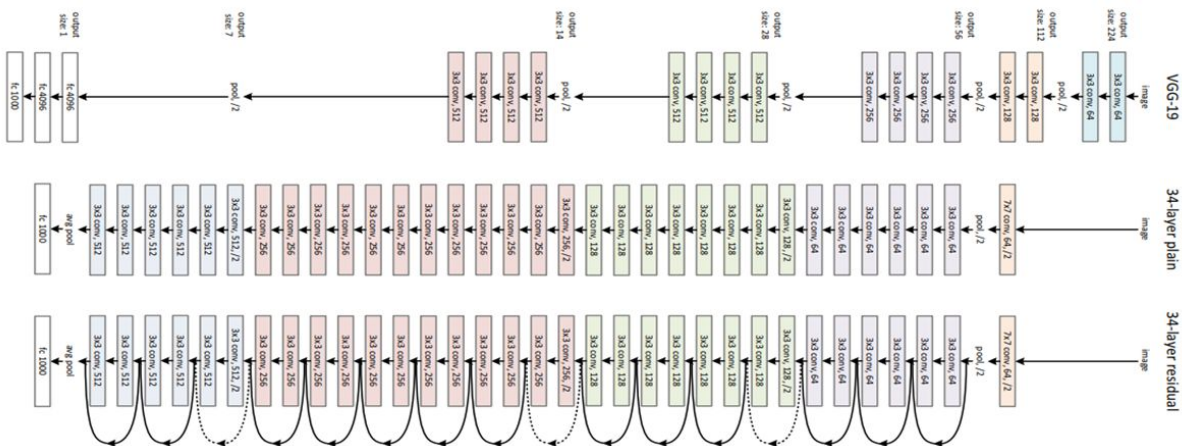 VGG-19
image
output
size: 224
3x3 conv, 64
3x3 conv, 64
output
size: 112
pool, /2
3x3 conv, 128
3x3 conv, 128
output
size: 56
pool, /2
3x3 conv, 256
3x3 conv, 256
3x3 conv, 256
3x3 conv, 256
output
size: 28
pool, /2
3x3 conv, 512
3x3 conv, 512
3x3 conv, 512
3x3 conv, 512
output
size: 14
pool, /2
3x3 conv, 512
3x3 conv, 512
3x3 conv, 512
3x3 conv, 512
output
size: 7
pool, /2
output
size: 1
fc 4096
fc 4096
fc 1000
34-layer plain
image
7x7 conv, 64, /2
pool, /2
3x3 conv, 64
3x3 conv, 64
3x3 conv, 64
3x3 conv, 64
3x3 conv, 64
3x3 conv, 64
3x3 conv, 128, /2
3x3 conv, 128
3x3 conv, 128
3x3 conv, 128
3x3 conv, 128
3x3 conv, 128
3x3 conv, 128
3x3 conv, 128
3x3 conv, 256, /2
3x3 conv, 256
3x3 conv, 256
3x3 conv, 256
3x3 conv, 256
3x3 conv, 256
3x3 conv, 256
3x3 conv, 256
3x3 conv, 256
3x3 conv, 256
3x3 conv, 256
3x3 conv, 256
3x3 conv, 512, /2
3x3 conv, 512
3x3 conv, 512
3x3 conv, 512
3x3 conv, 512
3x3 conv, 512
avg pool
fc 1000
34-layer residual
image
7x7 conv, 64, /2
pool, /2
3x3 conv, 64
3x3 conv, 64
3x3 conv, 64
3x3 conv, 64
3x3 conv, 64
3x3 conv, 64
3x3 conv, 128, /2
3x3 conv, 128
3x3 conv, 128
3x3 conv, 128
3x3 conv, 128
3x3 conv, 128
3x3 conv, 128
3x3 conv, 128
3x3 conv, 256, /2
3x3 conv, 256
3x3 conv, 256
3x3 conv, 256
3x3 conv, 256
3x3 conv, 256
3x3 conv, 256
3x3 conv, 256
3x3 conv, 256
3x3 conv, 256
3x3 conv, 256
3x3 conv, 256
3x3 conv, 512, /2
3x3 conv, 512
3x3 conv, 512
3x3 conv, 512
3x3 conv, 512
3x3 conv, 512
avg pool
fc 1000